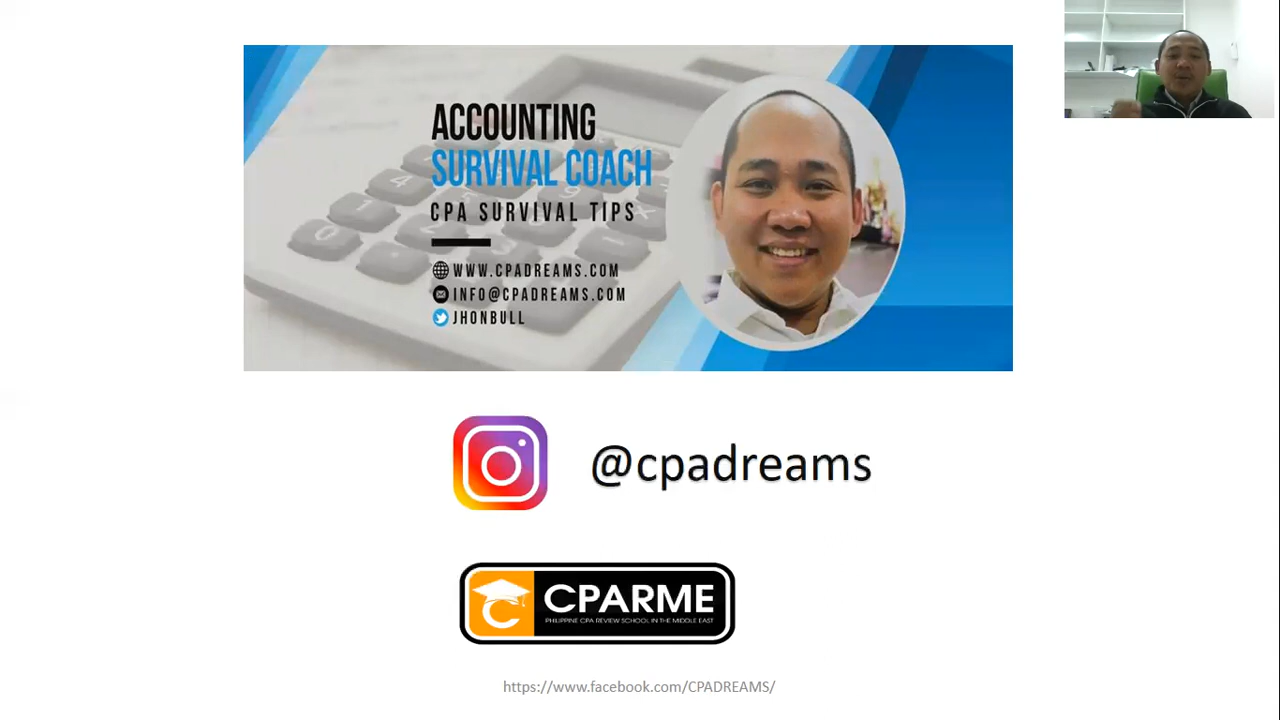 ACCOUNTING
SURVIVAL COACH
CPA SURVIVAL TIPS
WWW.CPADREAMS.COM
INFO@CPADREAMS.COM
JHONBULL
@cpadreams
C CPARME
PHILIPPINE CPA REVIEW SCHOOL IN THE MIDDLE EAST
https://www.facebook.com/CPADREAMS/